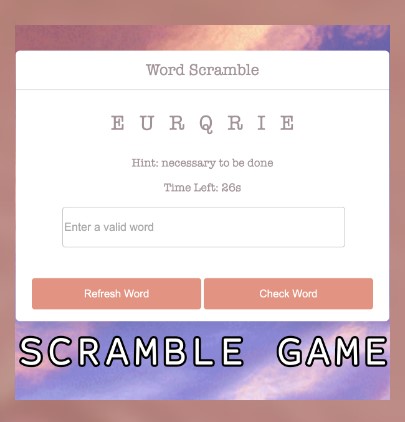 Word Scramble
E U R Q R I E
Hint: necessary to be done
Time Left: 26s
Enter a valid word
Refresh Word Check Word
SCRAMBLE GAME